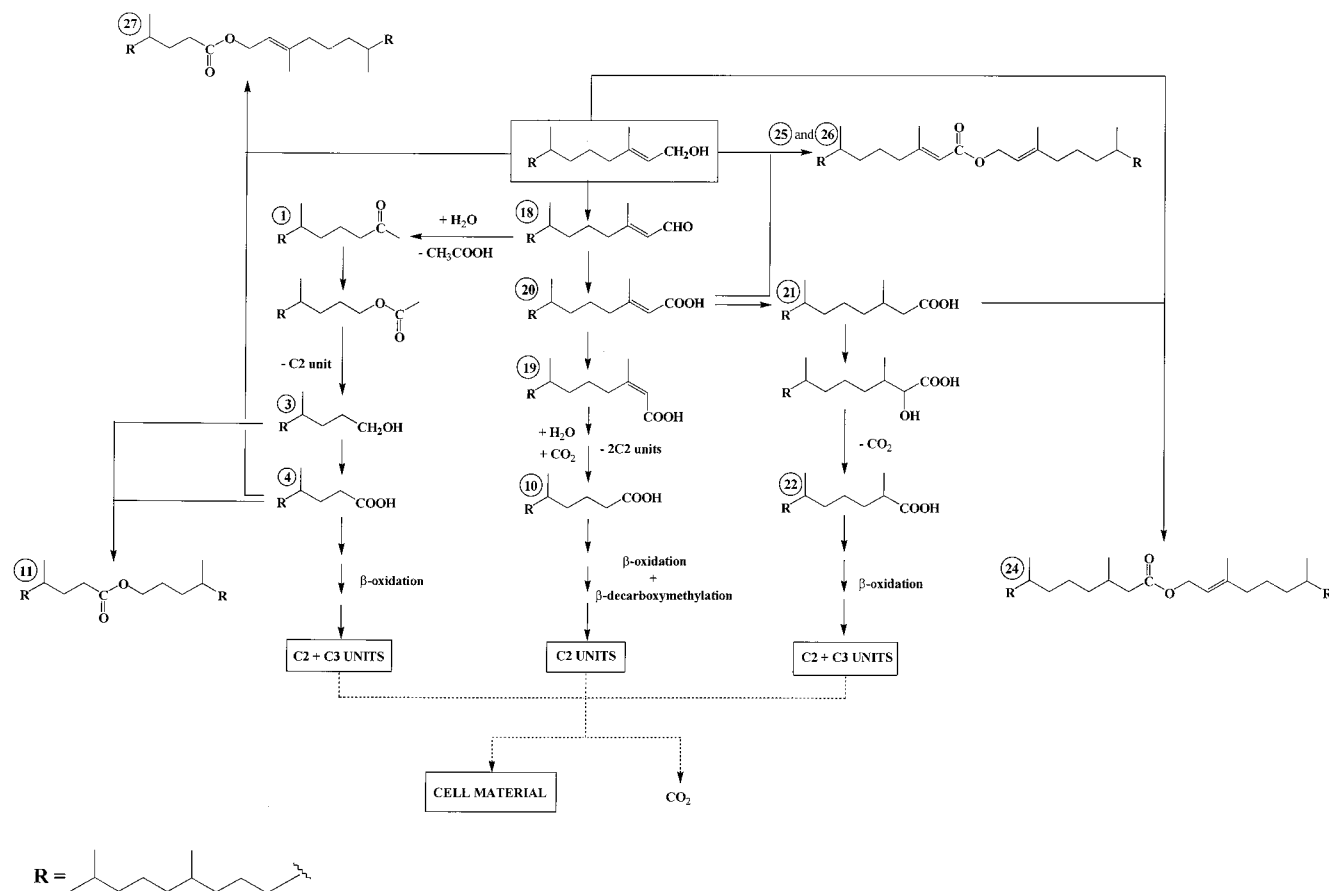 27
R
O
C
O
R
25 and 26
R
CH₂OH
R
O
O
R
1
R
O
C
+ H₂O
- CH₃COOH
18
R
CHO
R
O
C
O
20
R
COOH
21
R
COOH
- C2 unit
19
R
COOH
R
COOH
OH
3
R
CH₂OH
+ H₂O
+ CO₂
- 2C2 units
- CO₂
4
R
COOH
10
R
COOH
22
R
COOH
11
R
C
O
O
R
β-oxidation
β-oxidation
+
β-decarboxymethylation
β-oxidation
24
R
O
O
R
C2 + C3 UNITS
C2 UNITS
C2 + C3 UNITS
CELL MATERIAL
CO₂
R =